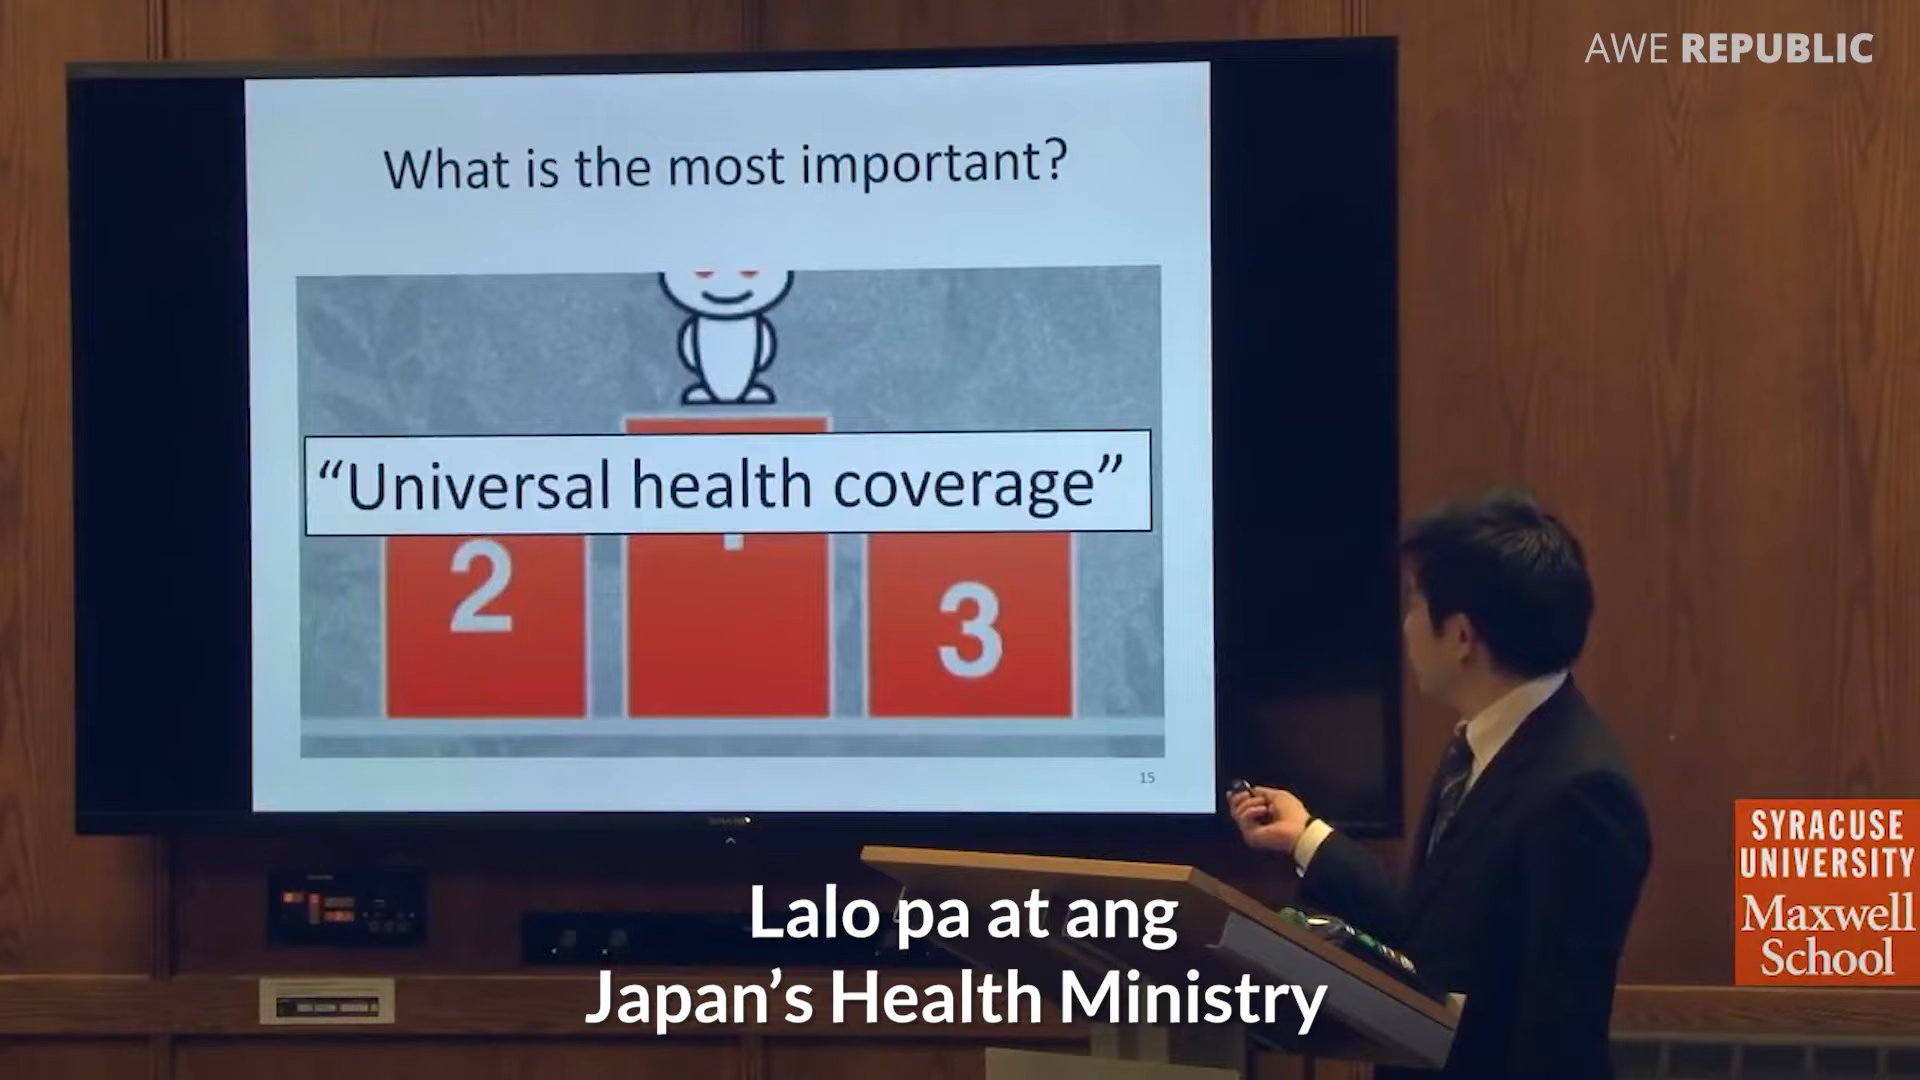 AWE REPUBLIC
What is the most important?
“Universal health coverage”
2
3
15
SHARP
SYRACUSE
UNIVERSITY
Maxwell
School
Lalo pa at ang
Japan’s Health Ministry